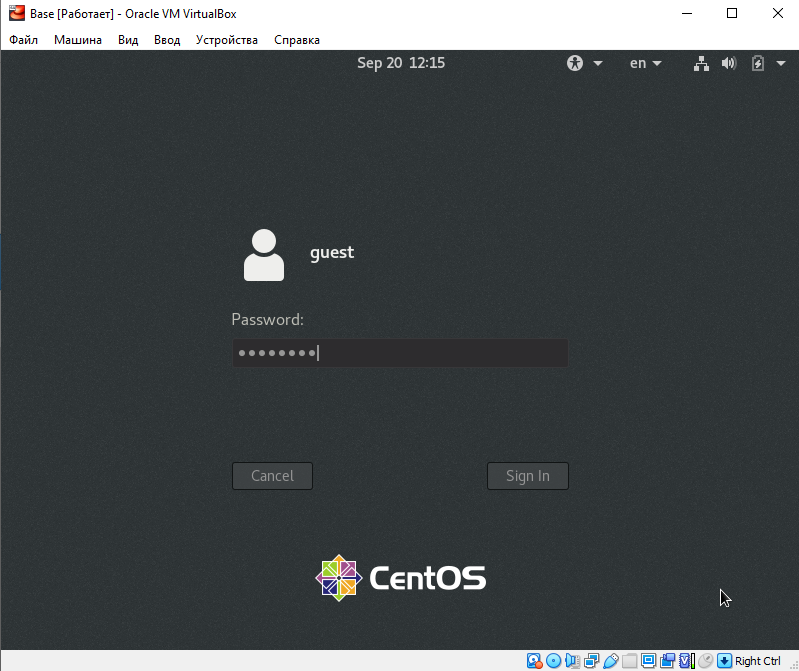 Base [Работает] - Oracle VM VirtualBox
Файл Машина Вид Ввод Устройства Справка
Sep 20 12:15 en
guest
Password:
Cancel Sign In
CentOS
Right Ctrl